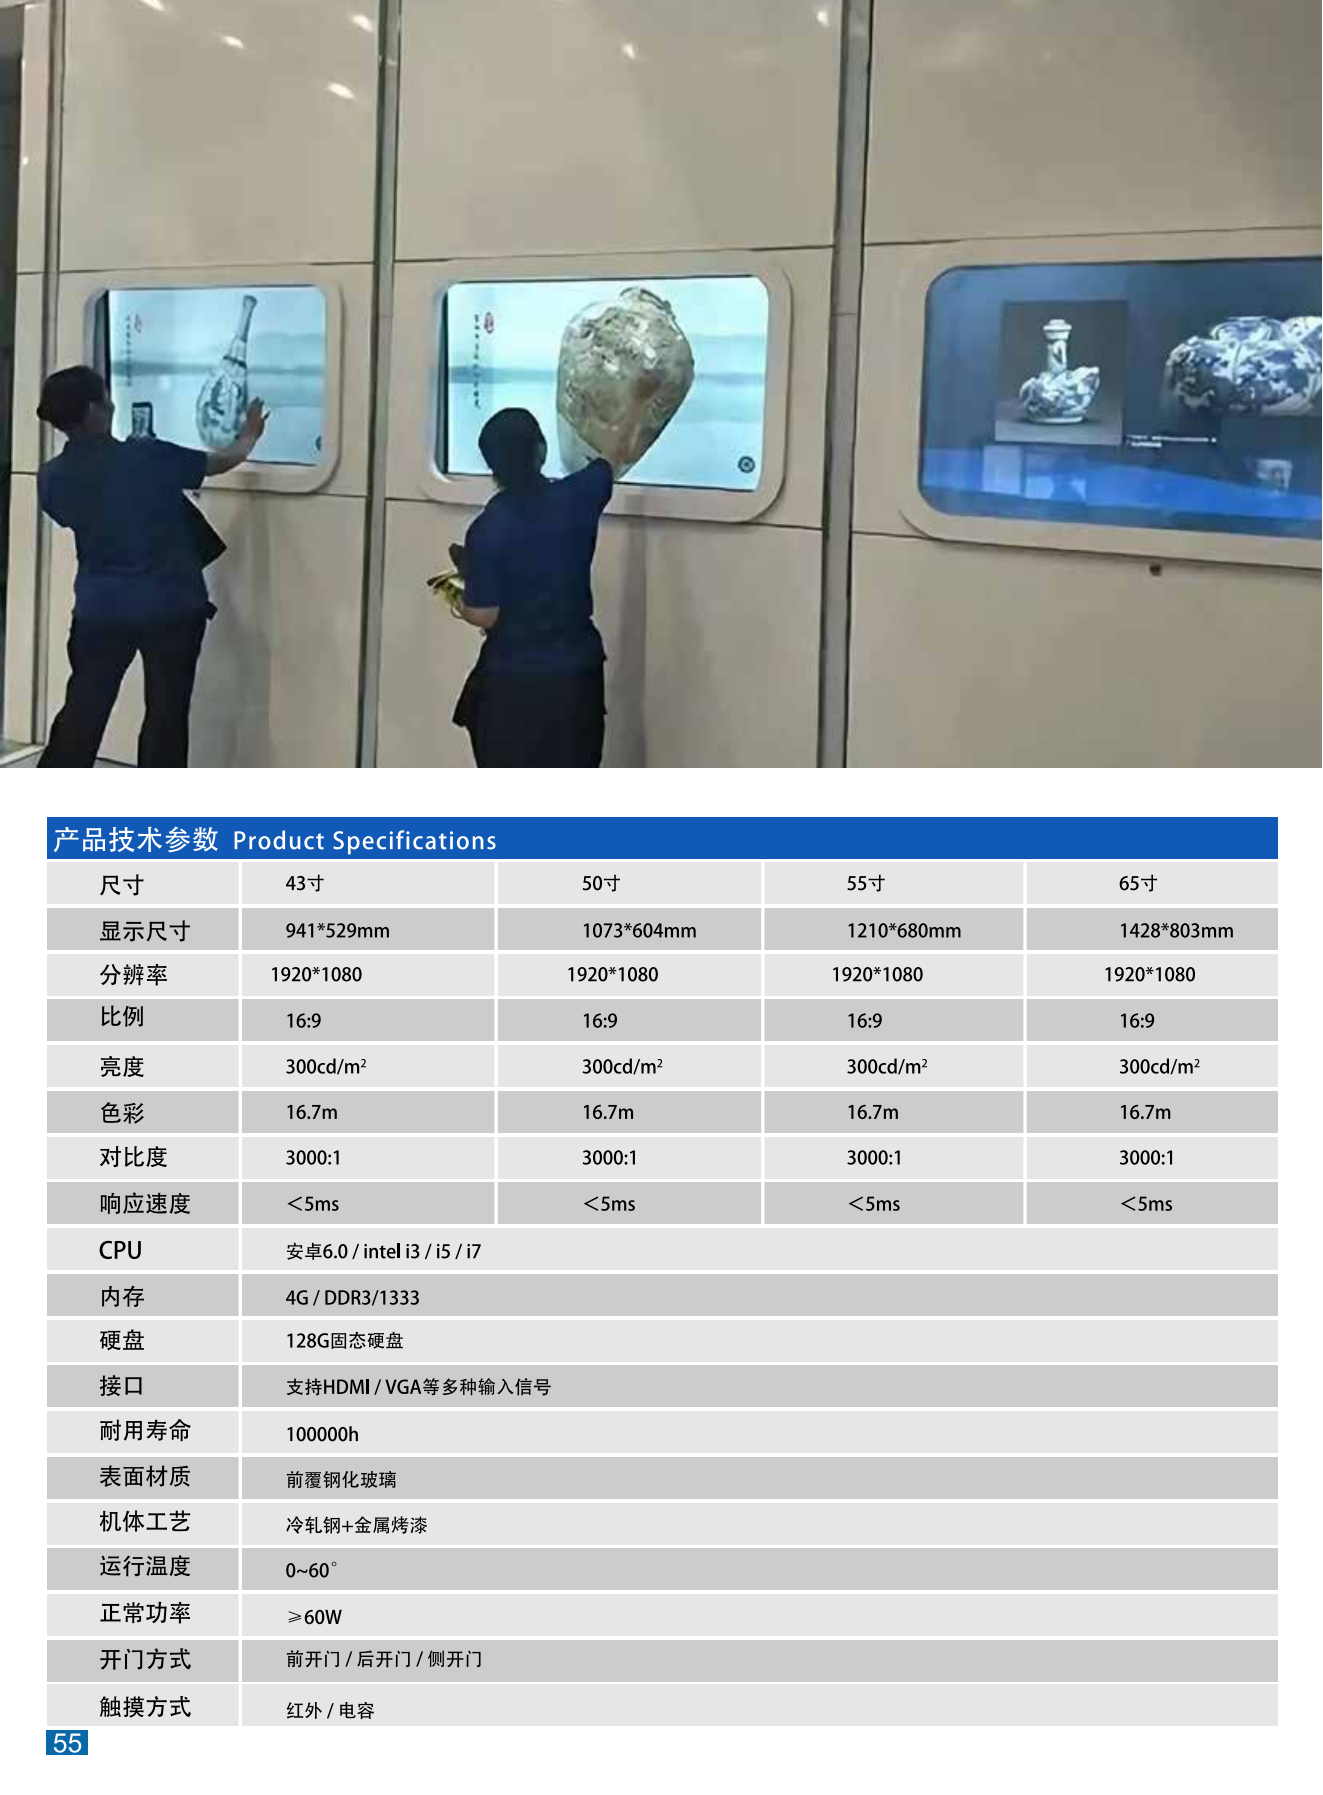 产品技术参数 Product Specifications
尺寸 43寸 50寸 55寸 65寸
显示尺寸 941*529mm 1073*604mm 1210*680mm 1428*803mm
分辨率 1920*1080 1920*1080 1920*1080 1920*1080
比例 16:9 16:9 16:9 16:9
亮度 300cd/m² 300cd/m² 300cd/m² 300cd/m²
色彩 16.7m 16.7m 16.7m 16.7m
对比度 3000:1 3000:1 3000:1 3000:1
响应速度 <5ms <5ms <5ms <5ms
CPU 安卓6.0 / intel i3 / i5 / i7
内存 4G / DDR3/1333
硬盘 128G固态硬盘
接口 支持HDMI / VGA等多种输入信号
耐用寿命 100000h
表面材质 前覆钢化玻璃
机体工艺 冷轧钢+金属烤漆
运行温度 0~60°
正常功率 ≥60W
开门方式 前开门 / 后开门 / 侧开门
触摸方式 红外 / 电容
55